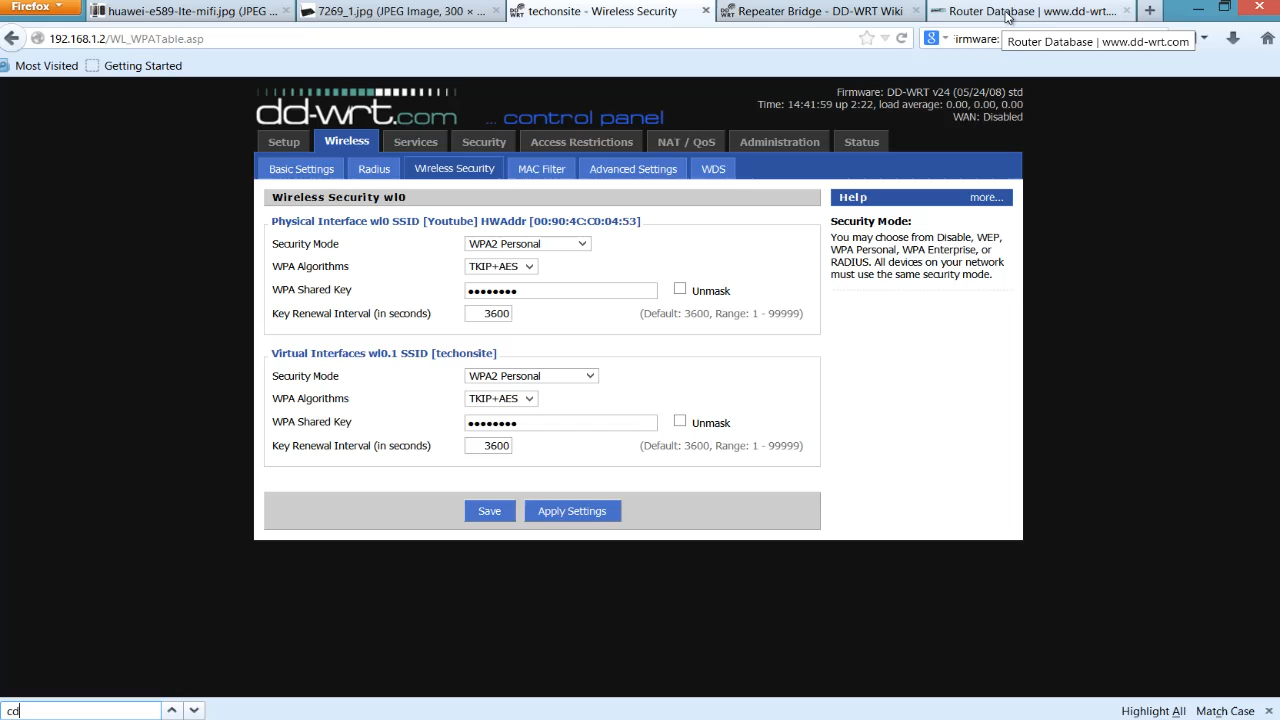 Firefox
huawei-e589-lte-mifi.jpg (JPEG ...
7269_1.jpg (JPEG Image, 300 × ...
techonsite - Wireless Security
Repeater Bridge - DD-WRT Wiki
Router Database | www.dd-wrt....
192.168.1.2/WL_WPATable.asp
irmware:
Router Database | www.dd-wrt.com
Most Visited
Getting Started
dd-wrt.com
... control panel
Firmware: DD-WRT v24 (05/24/08) std
Time: 14:41:59 up 2:22, load average: 0.00, 0.00, 0.00
WAN: Disabled
Setup Wireless Services Security Access Restrictions NAT / QoS Administration Status
Basic Settings Radius Wireless Security MAC Filter Advanced Settings WDS
Wireless Security wl0
Physical Interface wl0 SSID [Youtube] HWAddr [00:90:4C:C0:04:53]
Security Mode WPA2 Personal
WPA Algorithms TKIP+AES
WPA Shared Key ●●●●●●●● Unmask
Key Renewal Interval (in seconds) 3600 (Default: 3600, Range: 1 - 99999)
Virtual Interfaces wl0.1 SSID [techonsite]
Security Mode WPA2 Personal
WPA Algorithms TKIP+AES
WPA Shared Key ●●●●●●●● Unmask
Key Renewal Interval (in seconds) 3600 (Default: 3600, Range: 1 - 99999)
Save Apply Settings
Help more...
Security Mode:
You may choose from Disable, WEP,
WPA Personal, WPA Enterprise, or
RADIUS. All devices on your network
must use the same security mode.
cd
Highlight All Match Case